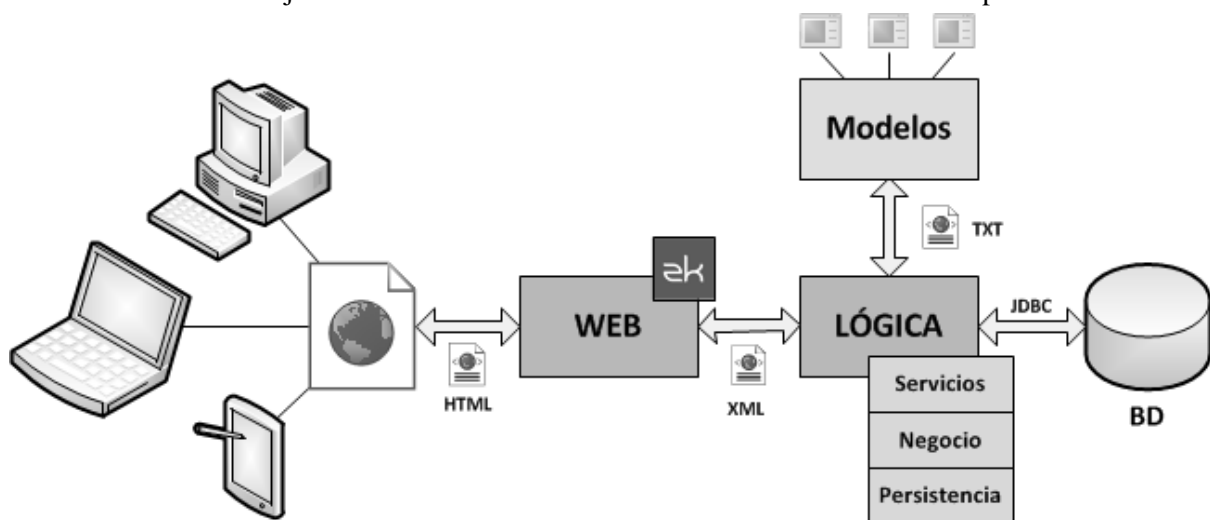 Modelos
TXT
zk
WEB
LÓGICA
JDBC
HTML
XML
Servicios
Negocio
Persistencia
BD